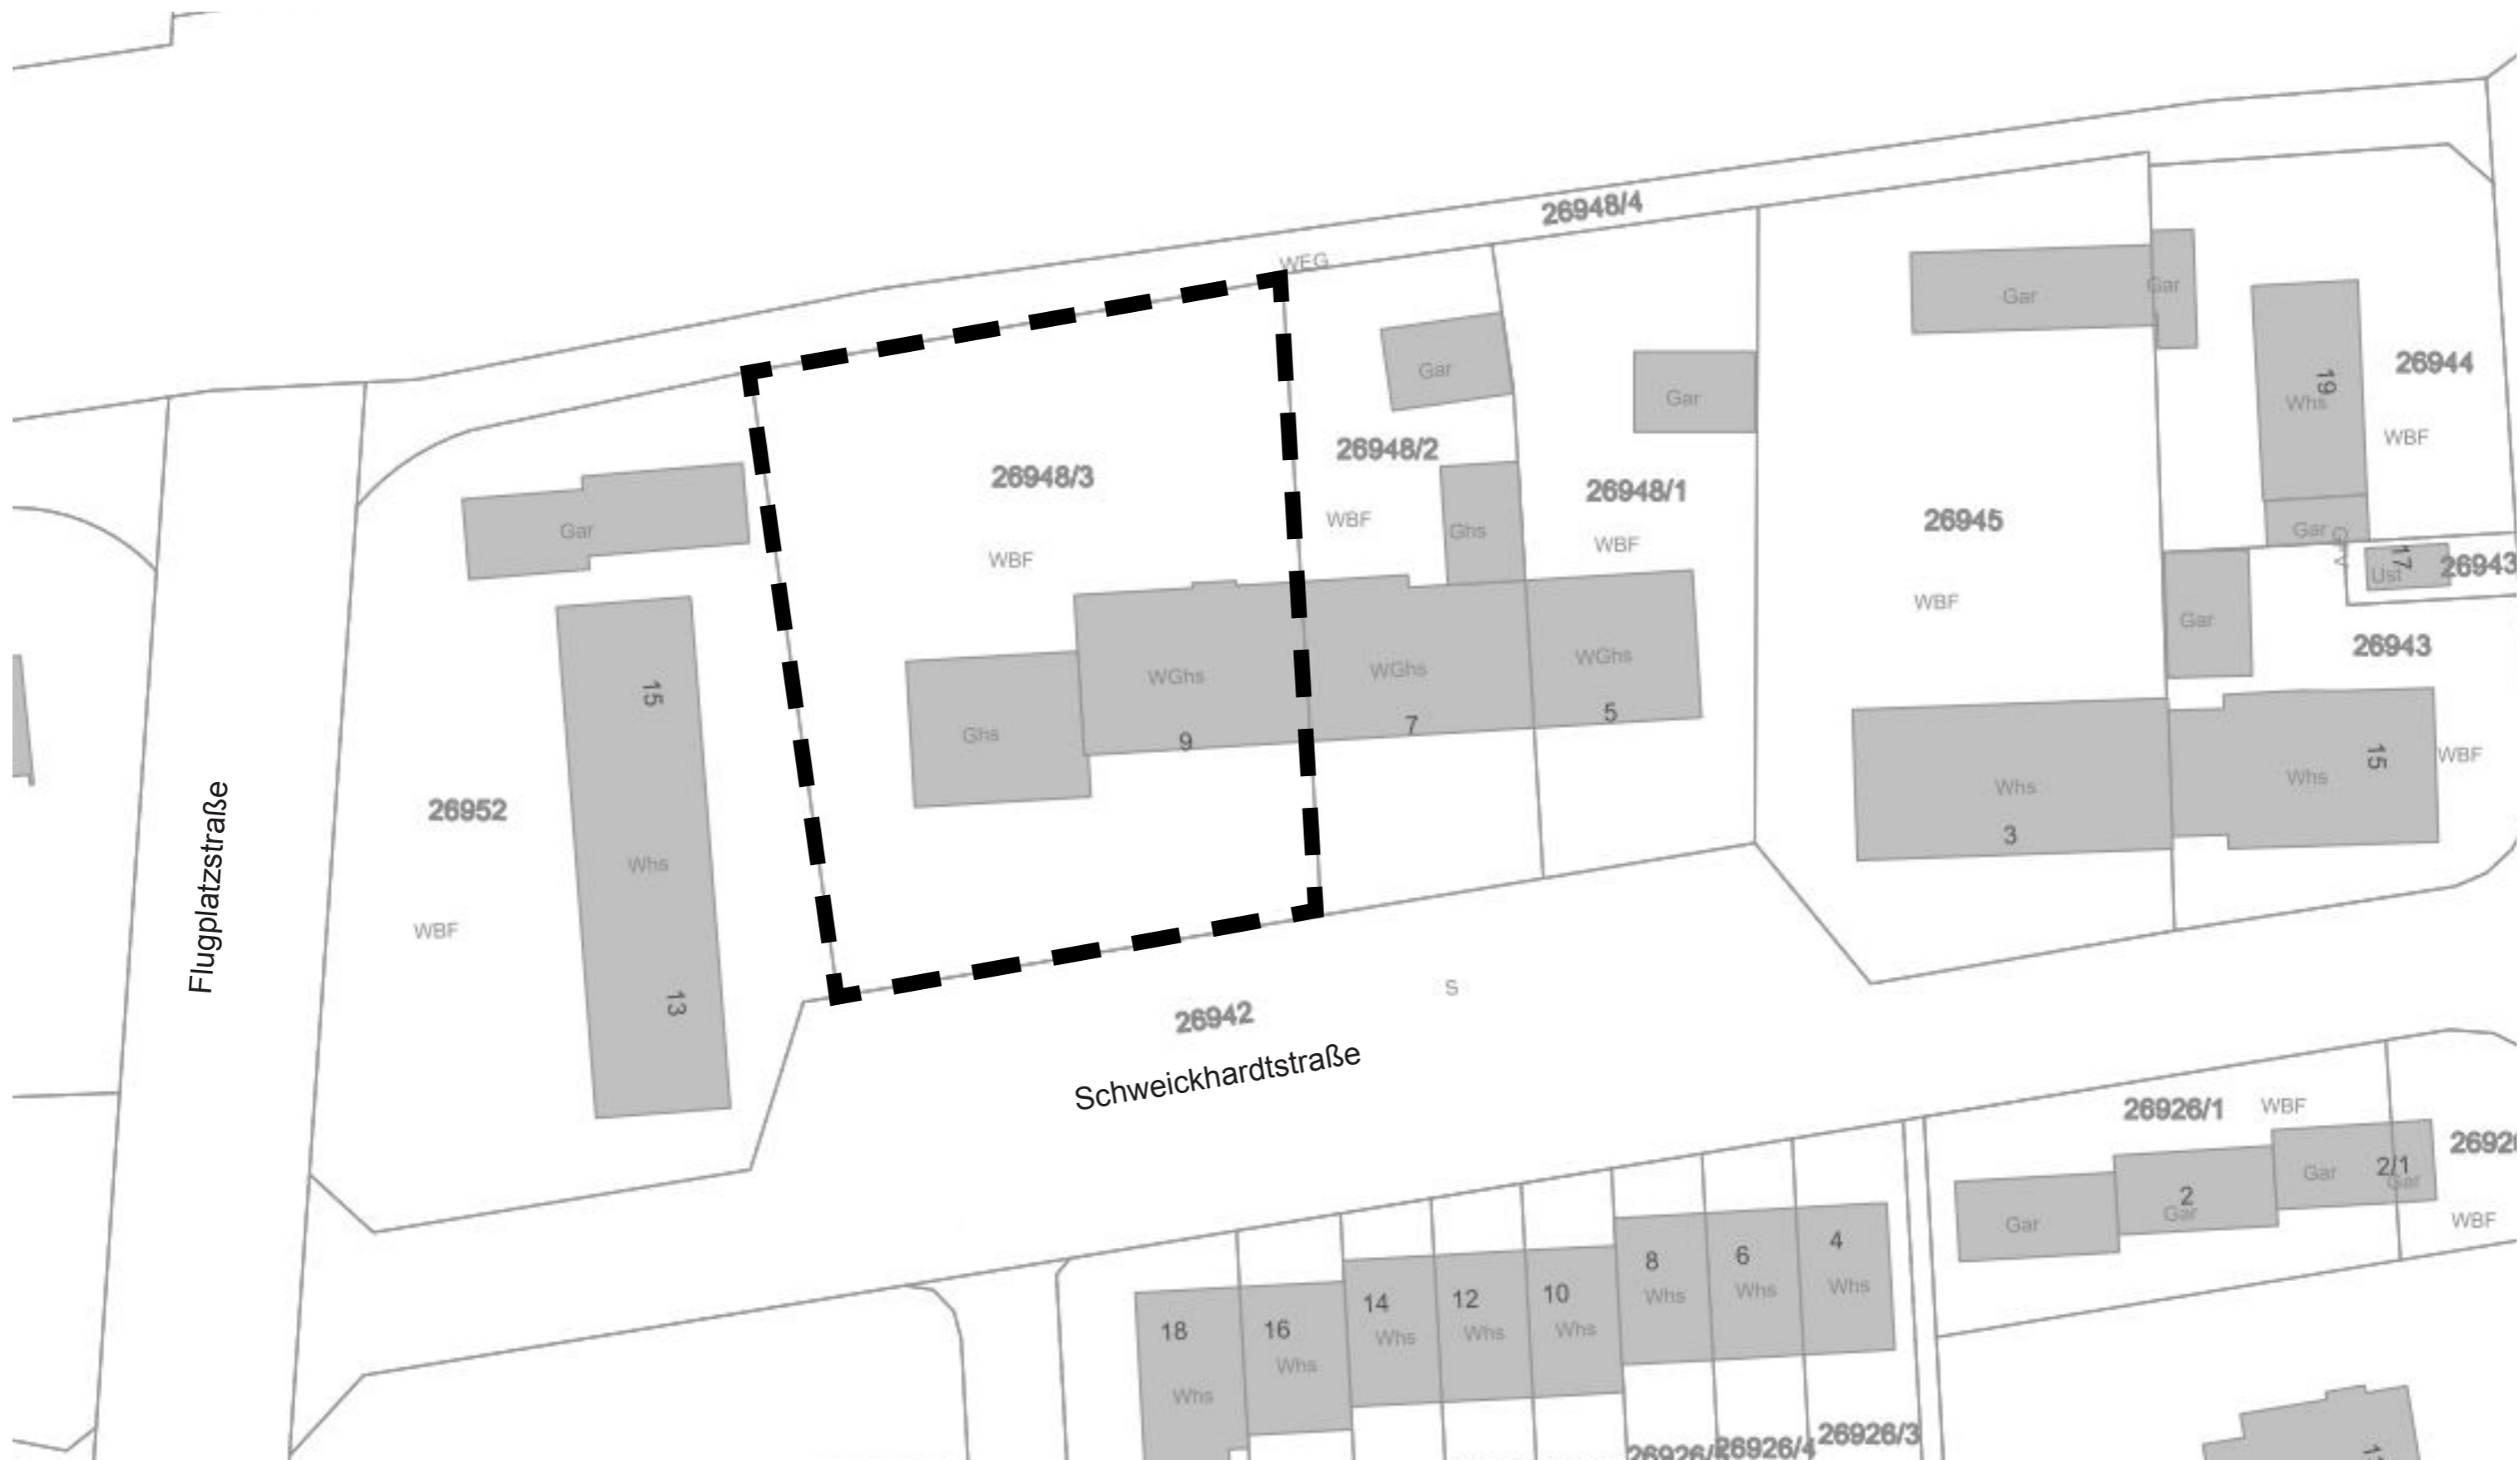 26948/4
WEG
Gar
Gar
Gar
Gar
19
Whs
26944
WBF
26948/2
26948/3
26948/1
WBF
WBF
WBF
Gar
Ghs
26945
WBF
Gar
17
Ust
26943
Gar
26943
15
WGhs
WGhs
WGhs
9
7
5
Ghs
Whs
3
Whs
15
WBF
26952
Whs
WBF
13
Flugplatzstraße
S
26942
Schweickhardtstraße
26926/1
WBF
Gar
2
Gar
Gar
2/1
Gar
WBF
18
Whs
16
Whs
14
Whs
12
Whs
10
Whs
8
Whs
6
Whs
4
Whs
26926/4
26926/3